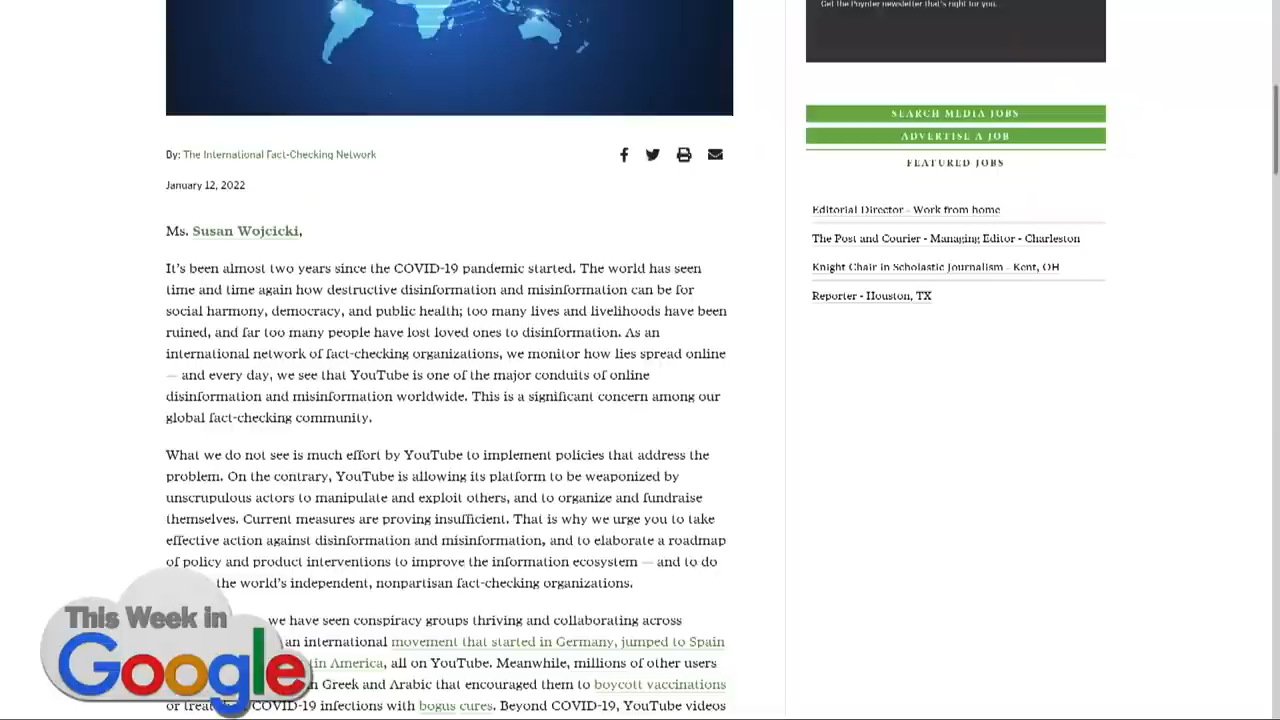 Get the Poynter newsletter that's right for you.
SEARCH MEDIA JOBS
ADVERTISE A JOB
FEATURED JOBS
Editorial Director - Work from home
The Post and Courier - Managing Editor - Charleston
Knight Chair in Scholastic Journalism - Kent, OH
Reporter - Houston, TX
By: The International Fact-Checking Network
January 12, 2022
Ms. Susan Wojcicki,
It's been almost two years since the COVID-19 pandemic started. The world has seen
time and time again how destructive disinformation and misinformation can be for
social harmony, democracy, and public health; too many lives and livelihoods have been
ruined, and far too many people have lost loved ones to disinformation. As an
international network of fact-checking organizations, we monitor how lies spread online
— and every day, we see that YouTube is one of the major conduits of online
disinformation and misinformation worldwide. This is a significant concern among our
global fact-checking community.
What we do not see is much effort by YouTube to implement policies that address the
problem. On the contrary, YouTube is allowing its platform to be weaponized by
unscrupulous actors to manipulate and exploit others, and to organize and fundraise
themselves. Current measures are proving insufficient. That is why we urge you to take
effective action against disinformation and misinformation, and to elaborate a roadmap
of policy and product interventions to improve the information ecosystem — and to do
the world's independent, nonpartisan fact-checking organizations.
we have seen conspiracy groups thriving and collaborating across
an international movement that started in Germany, jumped to Spain
tin America, all on YouTube. Meanwhile, millions of other users
n Greek and Arabic that encouraged them to boycott vaccinations
or treat COVID-19 infections with bogus cures. Beyond COVID-19, YouTube videos
This Week in
Google